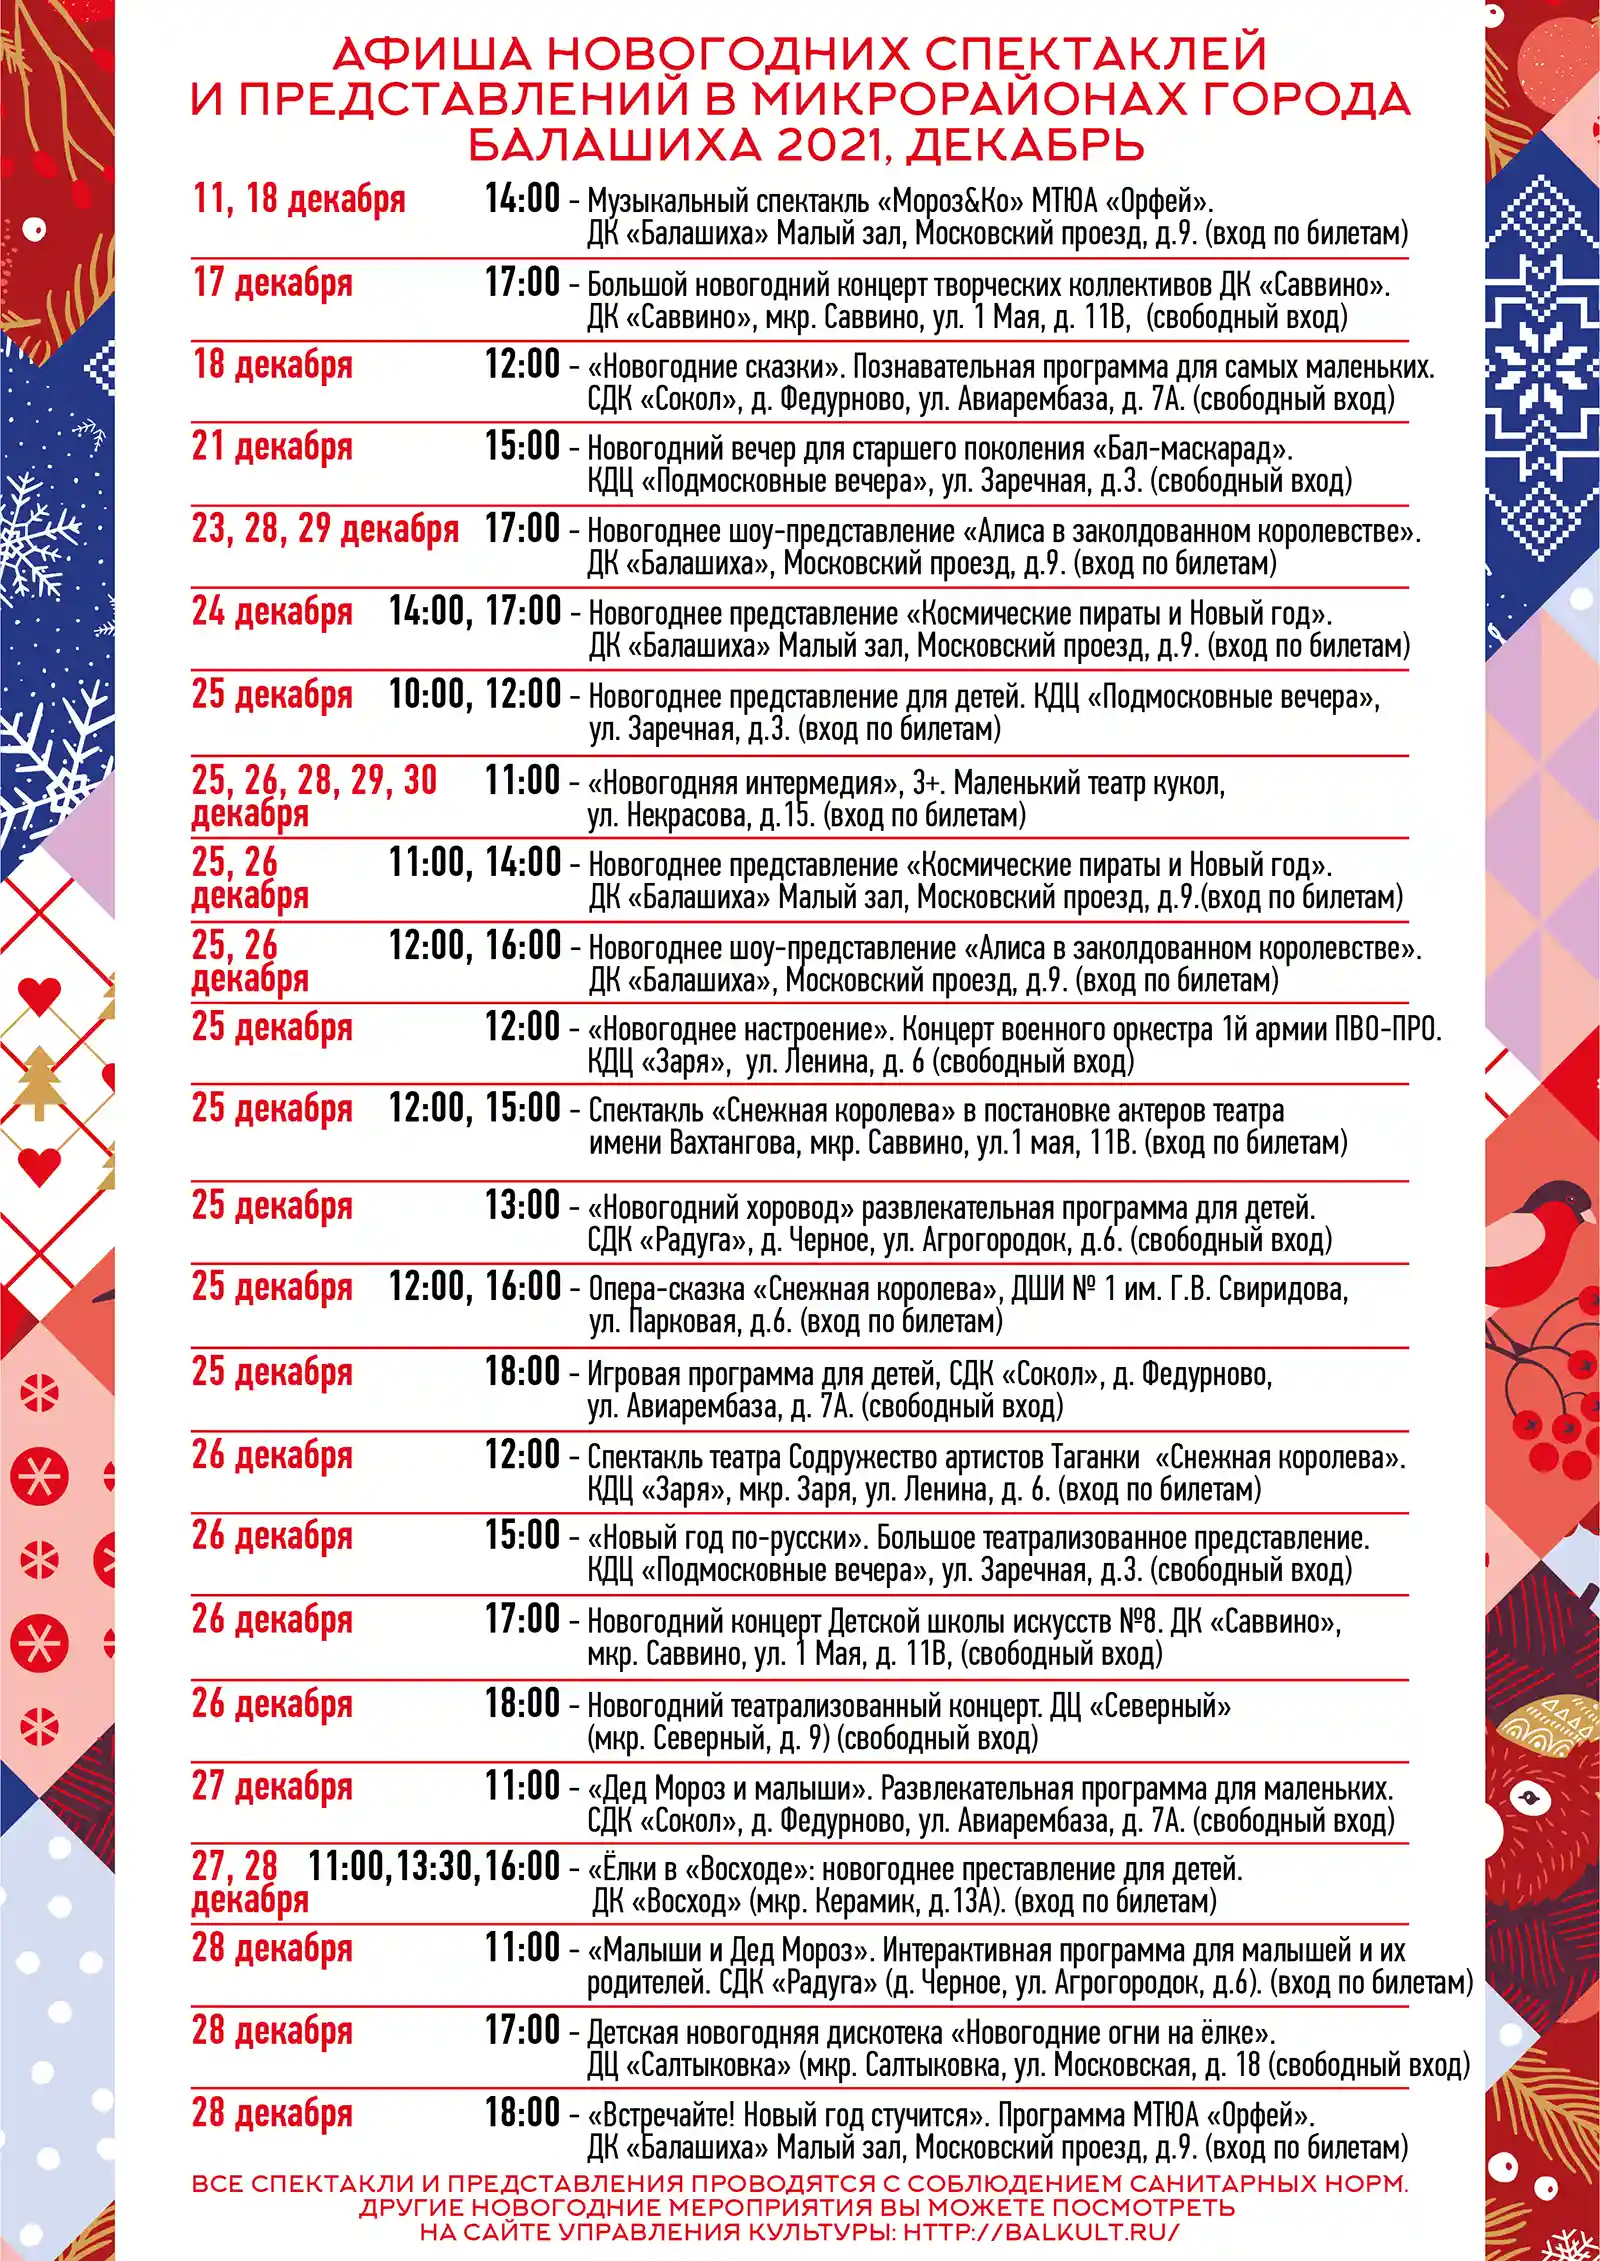 АФИША НОВОГОДНИХ СПЕКТАКЛЕЙ
И ПРЕДСТАВЛЕНИЙ В МИКРОРАЙОНАХ ГОРОДА
БАЛАШИХА 2021, ДЕКАБРЬ
11, 18 декабря 14:00 - Музыкальный спектакль «Мороз&Ко» МТЮА «Орфей».
ДК «Балашиха» Малый зал, Московский проезд, д.9. (вход по билетам)
17 декабря 17:00 - Большой новогодний концерт творческих коллективов ДК «Саввино».
ДК «Саввино», мкр. Саввино, ул. 1 Мая, д. 11В, (свободный вход)
18 декабря 12:00 - «Новогодние сказки». Познавательная программа для самых маленьких.
СДК «Сокол», д. Федурново, ул. Авиарембаза, д. 7А. (свободный вход)
21 декабря 15:00 - Новогодний вечер для старшего поколения «Бал-маскарад».
КДЦ «Подмосковные вечера», ул. Заречная, д.3. (свободный вход)
23, 28, 29 декабря 17:00 - Новогоднее шоу-представление «Алиса в заколдованном королевстве».
ДК «Балашиха», Московский проезд, д.9. (вход по билетам)
24 декабря 14:00, 17:00 - Новогоднее представление «Космические пираты и Новый год».
ДК «Балашиха» Малый зал, Московский проезд, д.9. (вход по билетам)
25 декабря 10:00, 12:00 - Новогоднее представление для детей. КДЦ «Подмосковные вечера»,
ул. Заречная, д.3. (вход по билетам)
25, 26, 28, 29, 30 11:00 - «Новогодняя интермедия», 3+. Маленький театр кукол,
декабря ул. Некрасова, д.15. (вход по билетам)
25, 26 11:00, 14:00 - Новогоднее представление «Космические пираты и Новый год».
декабря ДК «Балашиха» Малый зал, Московский проезд, д.9.(вход по билетам)
25, 26 12:00, 16:00 - Новогоднее шоу-представление «Алиса в заколдованном королевстве».
декабря ДК «Балашиха», Московский проезд, д.9. (вход по билетам)
25 декабря 12:00 - «Новогоднее настроение». Концерт военного оркестра 1й армии ПВО-ПРО.
КДЦ «Заря», ул. Ленина, д. 6 (свободный вход)
25 декабря 12:00, 15:00 - Спектакль «Снежная королева» в постановке актеров театра
имени Вахтангова, мкр. Саввино, ул.1 мая, 11В. (вход по билетам)
25 декабря 13:00 - «Новогодний хоровод» развлекательная программа для детей.
СДК «Радуга», д. Черное, ул. Агрогородок, д.6. (свободный вход)
25 декабря 12:00, 16:00 - Опера-сказка «Снежная королева», ДШИ № 1 им. Г.В. Свиридова,
ул. Парковая, д.6. (вход по билетам)
25 декабря 18:00 - Игровая программа для детей, СДК «Сокол», д. Федурново,
ул. Авиарембаза, д. 7А. (свободный вход)
26 декабря 12:00 - Спектакль театра Содружество артистов Таганки «Снежная королева».
КДЦ «Заря», мкр. Заря, ул. Ленина, д. 6. (вход по билетам)
26 декабря 15:00 - «Новый год по-русски». Большое театрализованное представление.
КДЦ «Подмосковные вечера», ул. Заречная, д.3. (свободный вход)
26 декабря 17:00 - Новогодний концерт Детской школы искусств №8. ДК «Саввино»,
мкр. Саввино, ул. 1 Мая, д. 11В, (свободный вход)
26 декабря 18:00 - Новогодний театрализованный концерт. ДЦ «Северный»
(мкр. Северный, д. 9) (свободный вход)
27 декабря 11:00 - «Дед Мороз и малыши». Развлекательная программа для маленьких.
СДК «Сокол», д. Федурново, ул. Авиарембаза, д. 7А. (свободный вход)
27, 28 11:00,13:30,16:00 - «Ёлки в «Восходе»: новогоднее преставление для детей.
декабря ДК «Восход» (мкр. Керамик, д.13А). (вход по билетам)
28 декабря 11:00 - «Малыши и Дед Мороз». Интерактивная программа для малышей и их
родителей. СДК «Радуга» (д. Черное, ул. Агрогородок, д.6). (вход по билетам)
28 декабря 17:00 - Детская новогодняя дискотека «Новогодние огни на ёлке».
ДЦ «Салтыковка» (мкр. Салтыковка, ул. Московская, д. 18 (свободный вход)
28 декабря 18:00 - «Встречайте! Новый год стучится». Программа МТЮА «Орфей».
ДК «Балашиха» Малый зал, Московский проезд, д.9. (вход по билетам)
ВСЕ СПЕКТАКЛИ И ПРЕДСТАВЛЕНИЯ ПРОВОДЯТСЯ С СОБЛЮДЕНИЕМ САНИТАРНЫХ НОРМ.
ДРУГИЕ НОВОГОДНИЕ МЕРОПРИЯТИЯ ВЫ МОЖЕТЕ ПОСМОТРЕТЬ
НА САЙТЕ УПРАВЛЕНИЯ КУЛЬТУРЫ: HTTP://BALKULT.RU/